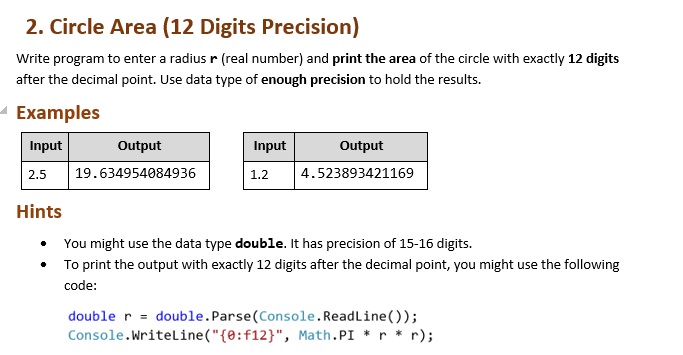 2. Circle Area (12 Digits Precision)
Write program to enter a radius r (real number) and print the area of the circle with exactly 12 digits
after the decimal point. Use data type of enough precision to hold the results.
Examples
Input Output
2.5 19.634954084936
Input Output
1.2 4.523893421169
Hints
• You might use the data type double. It has precision of 15-16 digits.
• To print the output with exactly 12 digits after the decimal point, you might use the following
code:
double r = double.Parse(Console.ReadLine());
Console.WriteLine("{0:f12}", Math.PI * r * r);